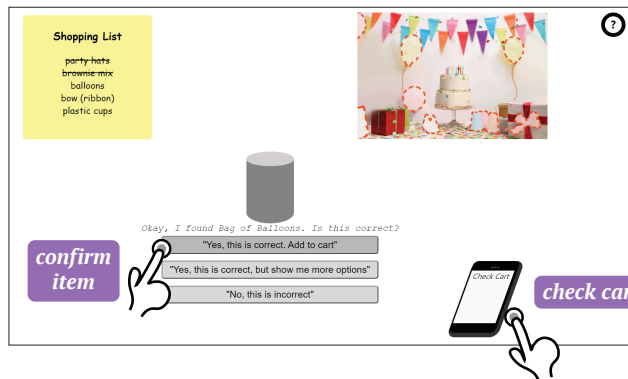 Shopping List
party hats
brownie mix
balloons
bow (ribbon)
plastic cups
?
Okay, I found Bag of Balloons. Is this correct?
"Yes, this is correct. Add to cart"
"Yes, this is correct, but show me more options"
"No, this is incorrect"
confirm
item
Check Cart
check car